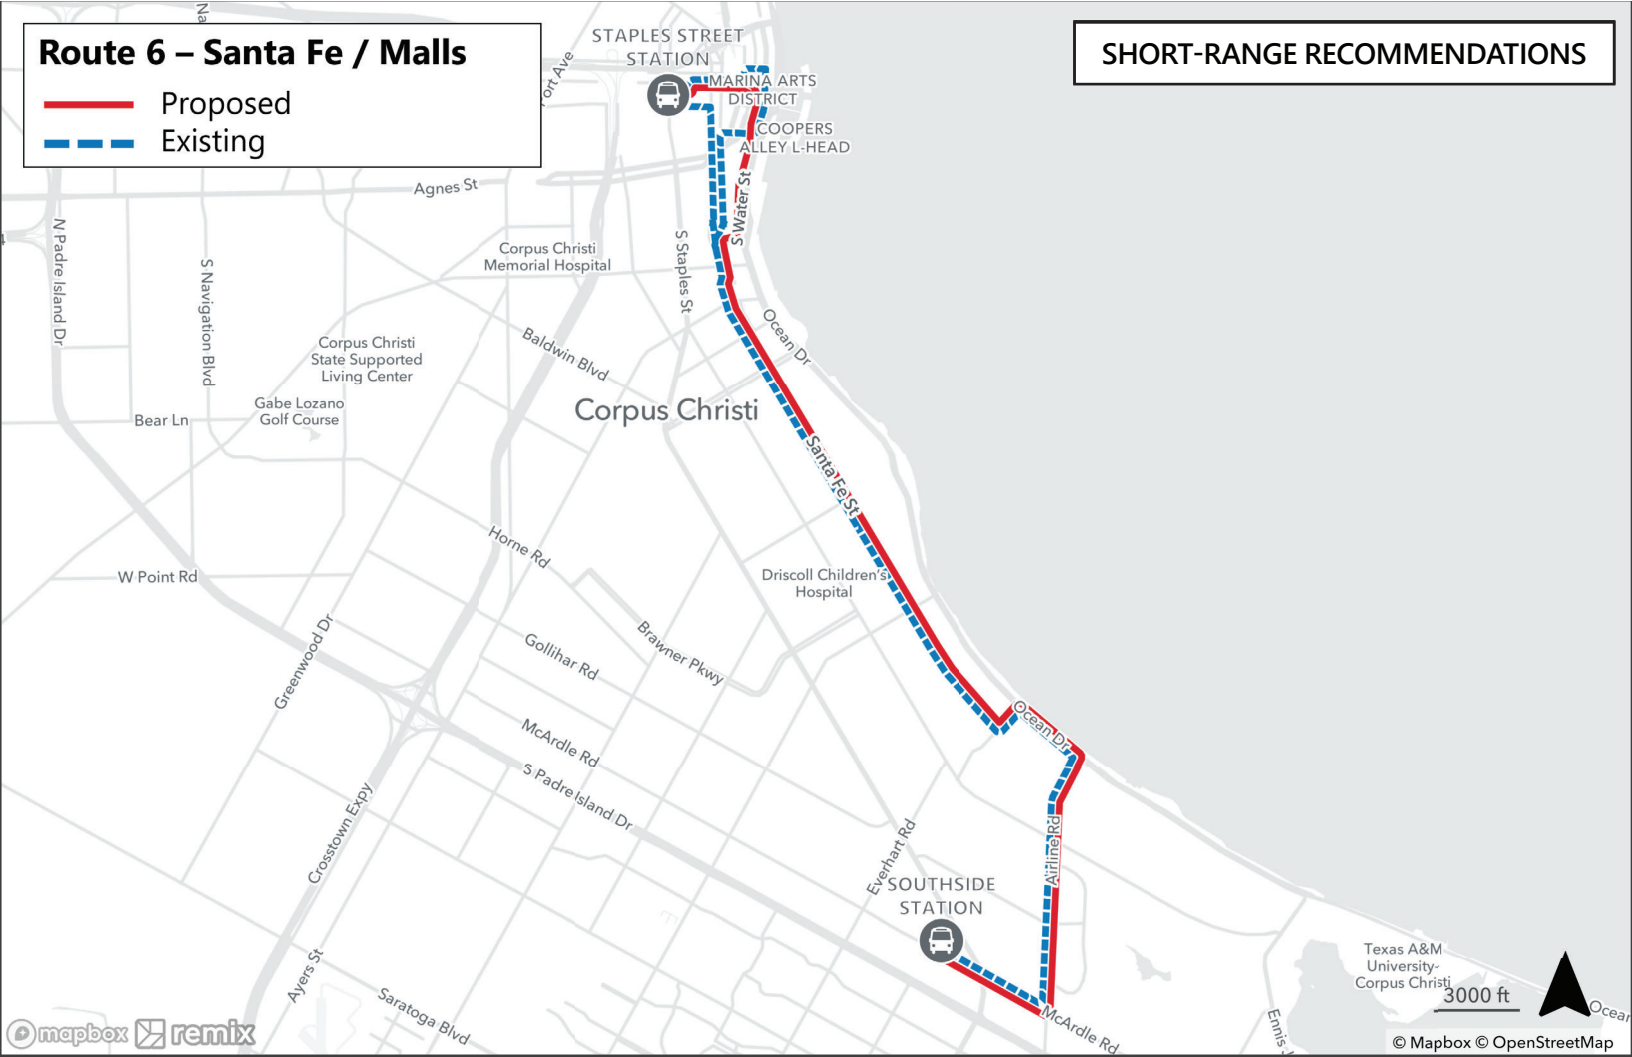 Route 6 – Santa Fe / Malls
Proposed
Existing
SHORT-RANGE RECOMMENDATIONS
Na
STAPLES STREET
STATION
Port Ave
MARINA ARTS
DISTRICT
COOPERS
ALLEY L-HEAD
Agnes St
S Water St
N Padre Island Dr
S Navigation Blvd
Corpus Christi
Memorial Hospital
S Staples St
Ocean Dr
Baldwin Blvd
Corpus Christi
State Supported
Living Center
Gabe Lozano
Golf Course
Bear Ln
Corpus Christi
Santa Fe St
Horne Rd
W Point Rd
Driscoll Children's
Hospital
Greenwood Dr
Gollihar Rd
Brawner Pkwy
Ocean Dr
McArdle Rd
S Padre Island Dr
Crosstown Expy
Everhart Rd
Airline Rd
SOUTHSIDE
STATION
Ayers St
Saratoga Blvd
McArdle Rd
Texas A&M
University-
Corpus Christi
3000 ft
Ocean
Ennis J
mapbox remix
© Mapbox © OpenStreetMap